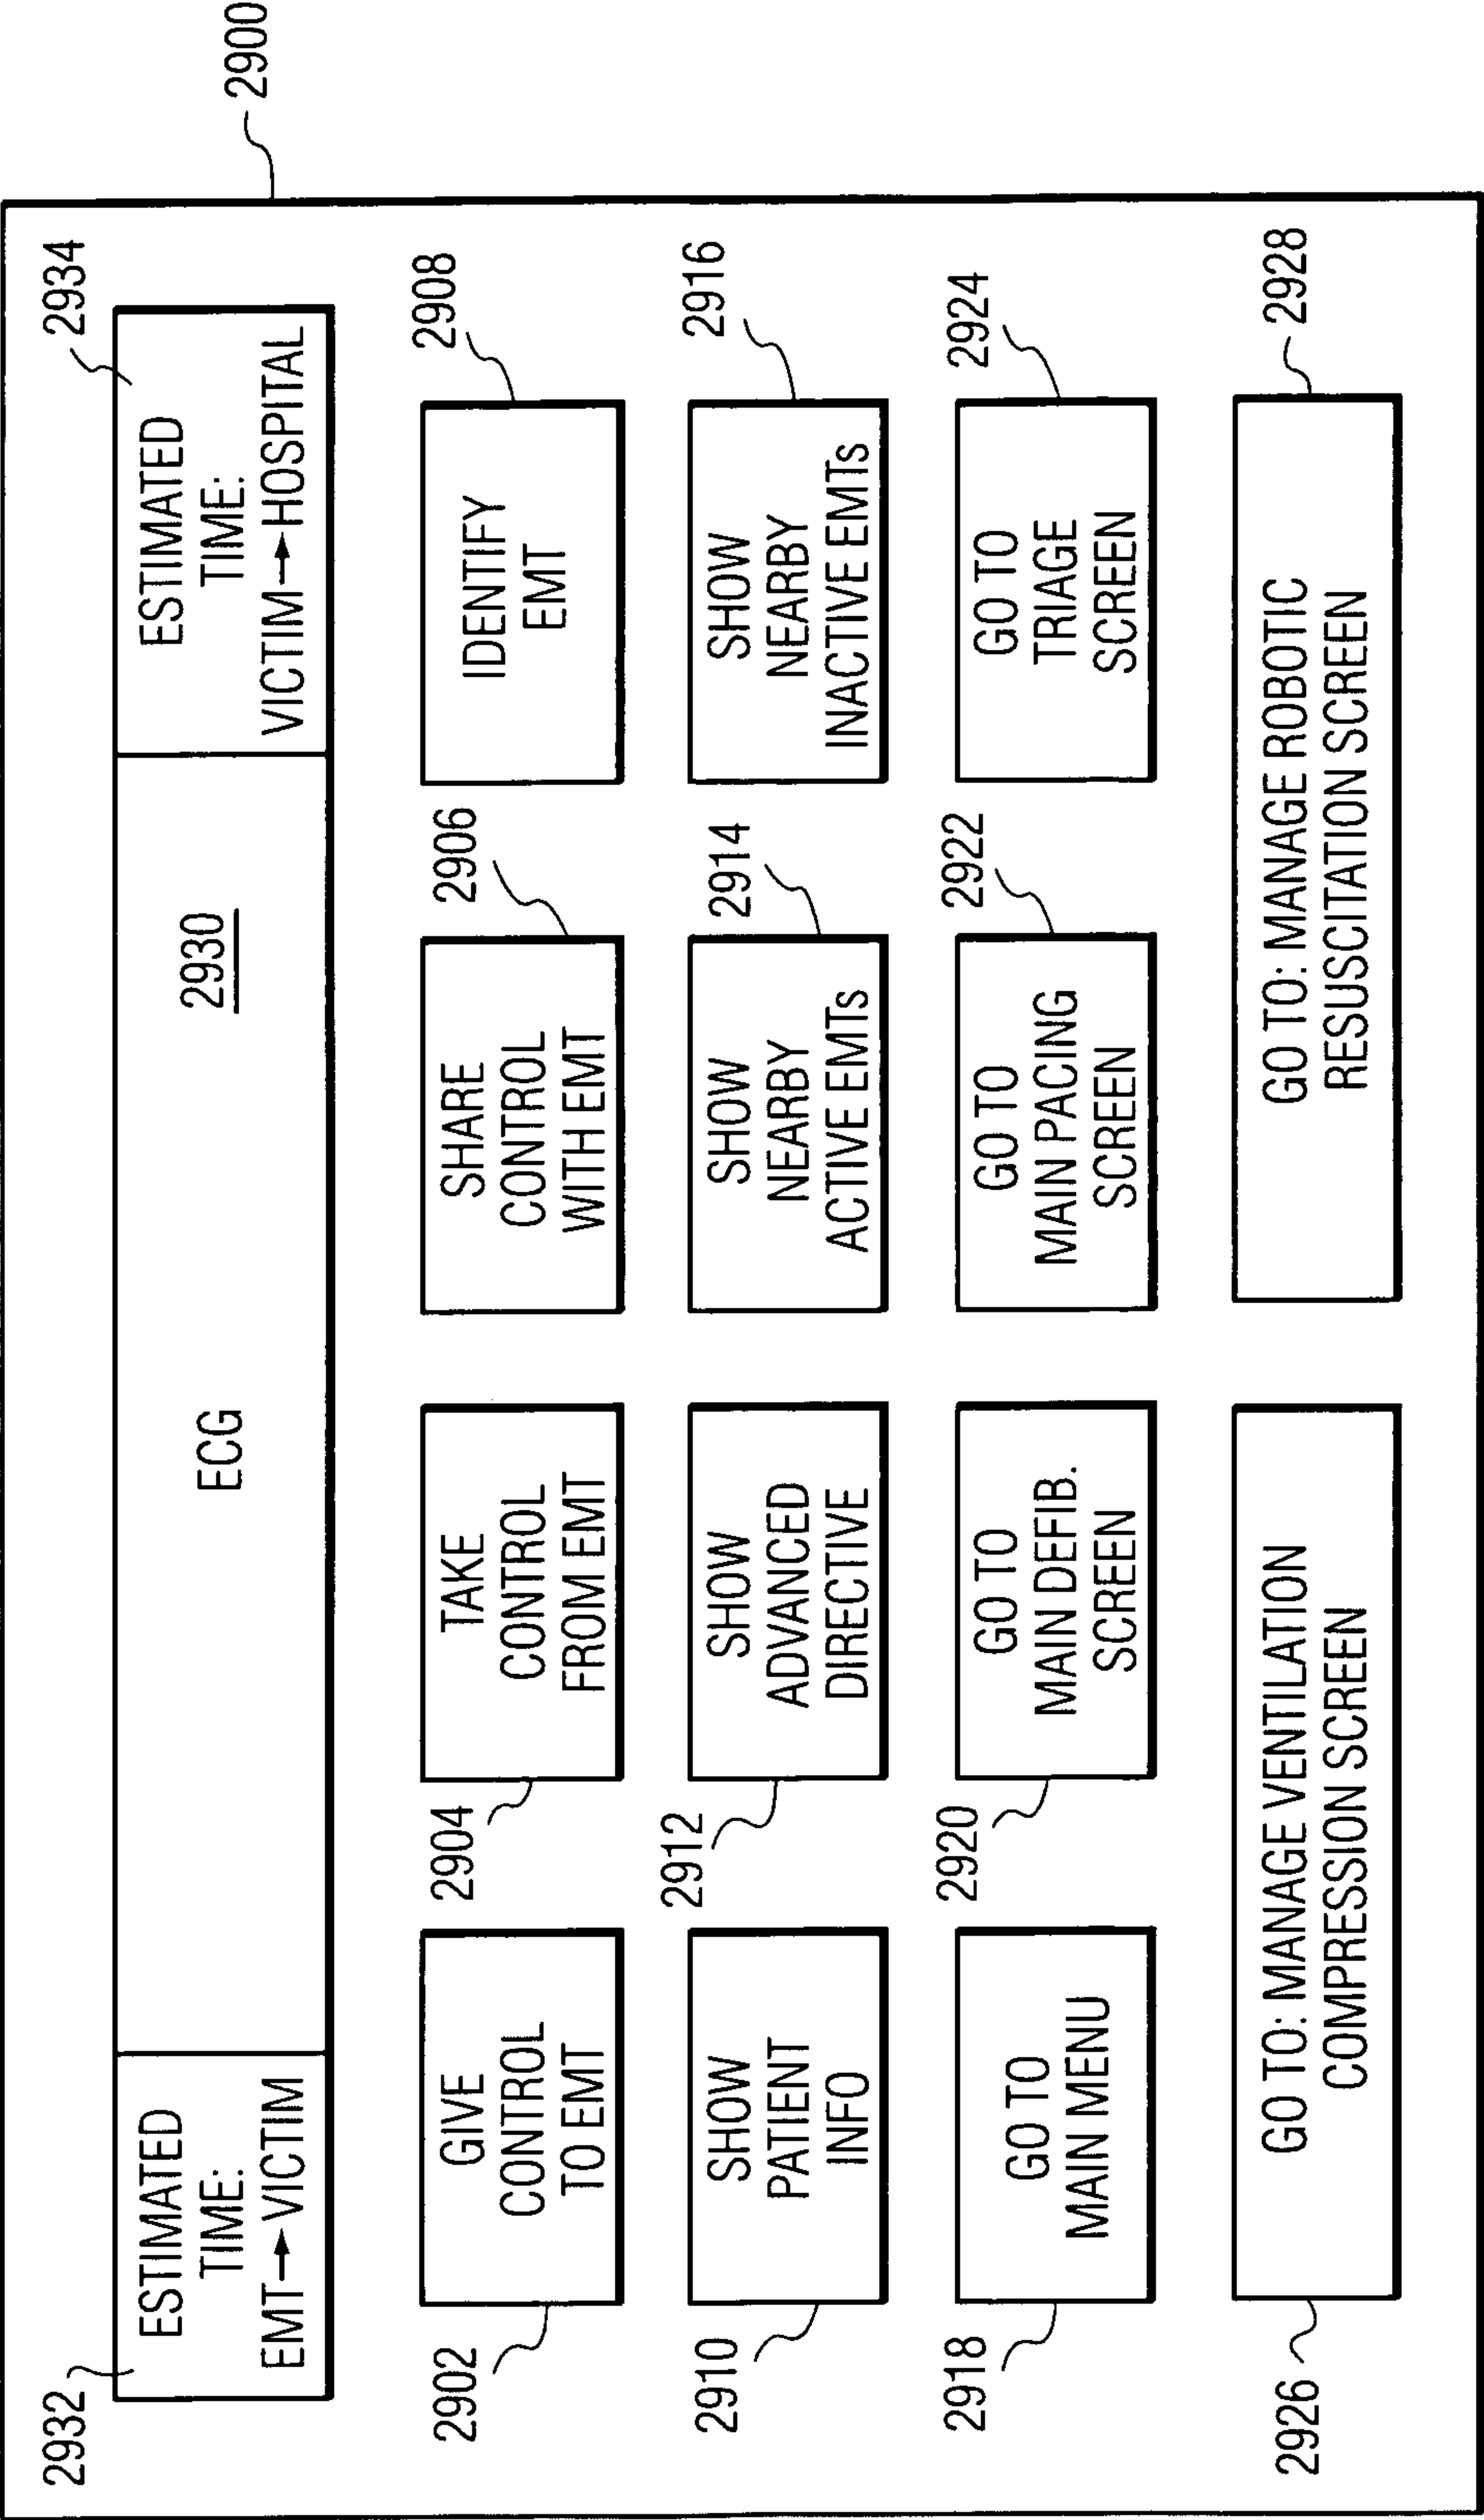 2900
2932
2934
ESTIMATED
TIME:
EMT→VICTIM
ECG
2930
ESTIMATED
TIME:
VICTIM→HOSPITAL
2902
GIVE
CONTROL
TO EMT
2904
TAKE
CONTROL
FROM EMT
2906
SHARE
CONTROL
WITH EMT
2908
IDENTIFY
EMT
2910
SHOW
PATIENT
INFO
2912
SHOW
ADVANCED
DIRECTIVE
2914
SHOW
NEARBY
ACTIVE EMTs
2916
SHOW
NEARBY
INACTIVE EMTs
2918
GO TO
MAIN MENU
2920
GO TO
MAIN DEFIB.
SCREEN
2922
GO TO
MAIN PACING
SCREEN
2924
GO TO
TRIAGE
SCREEN
2926
GO TO: MANAGE VENTILATION
COMPRESSION SCREEN
2928
GO TO: MANAGE ROBOTIC
RESUSCITATION SCREEN